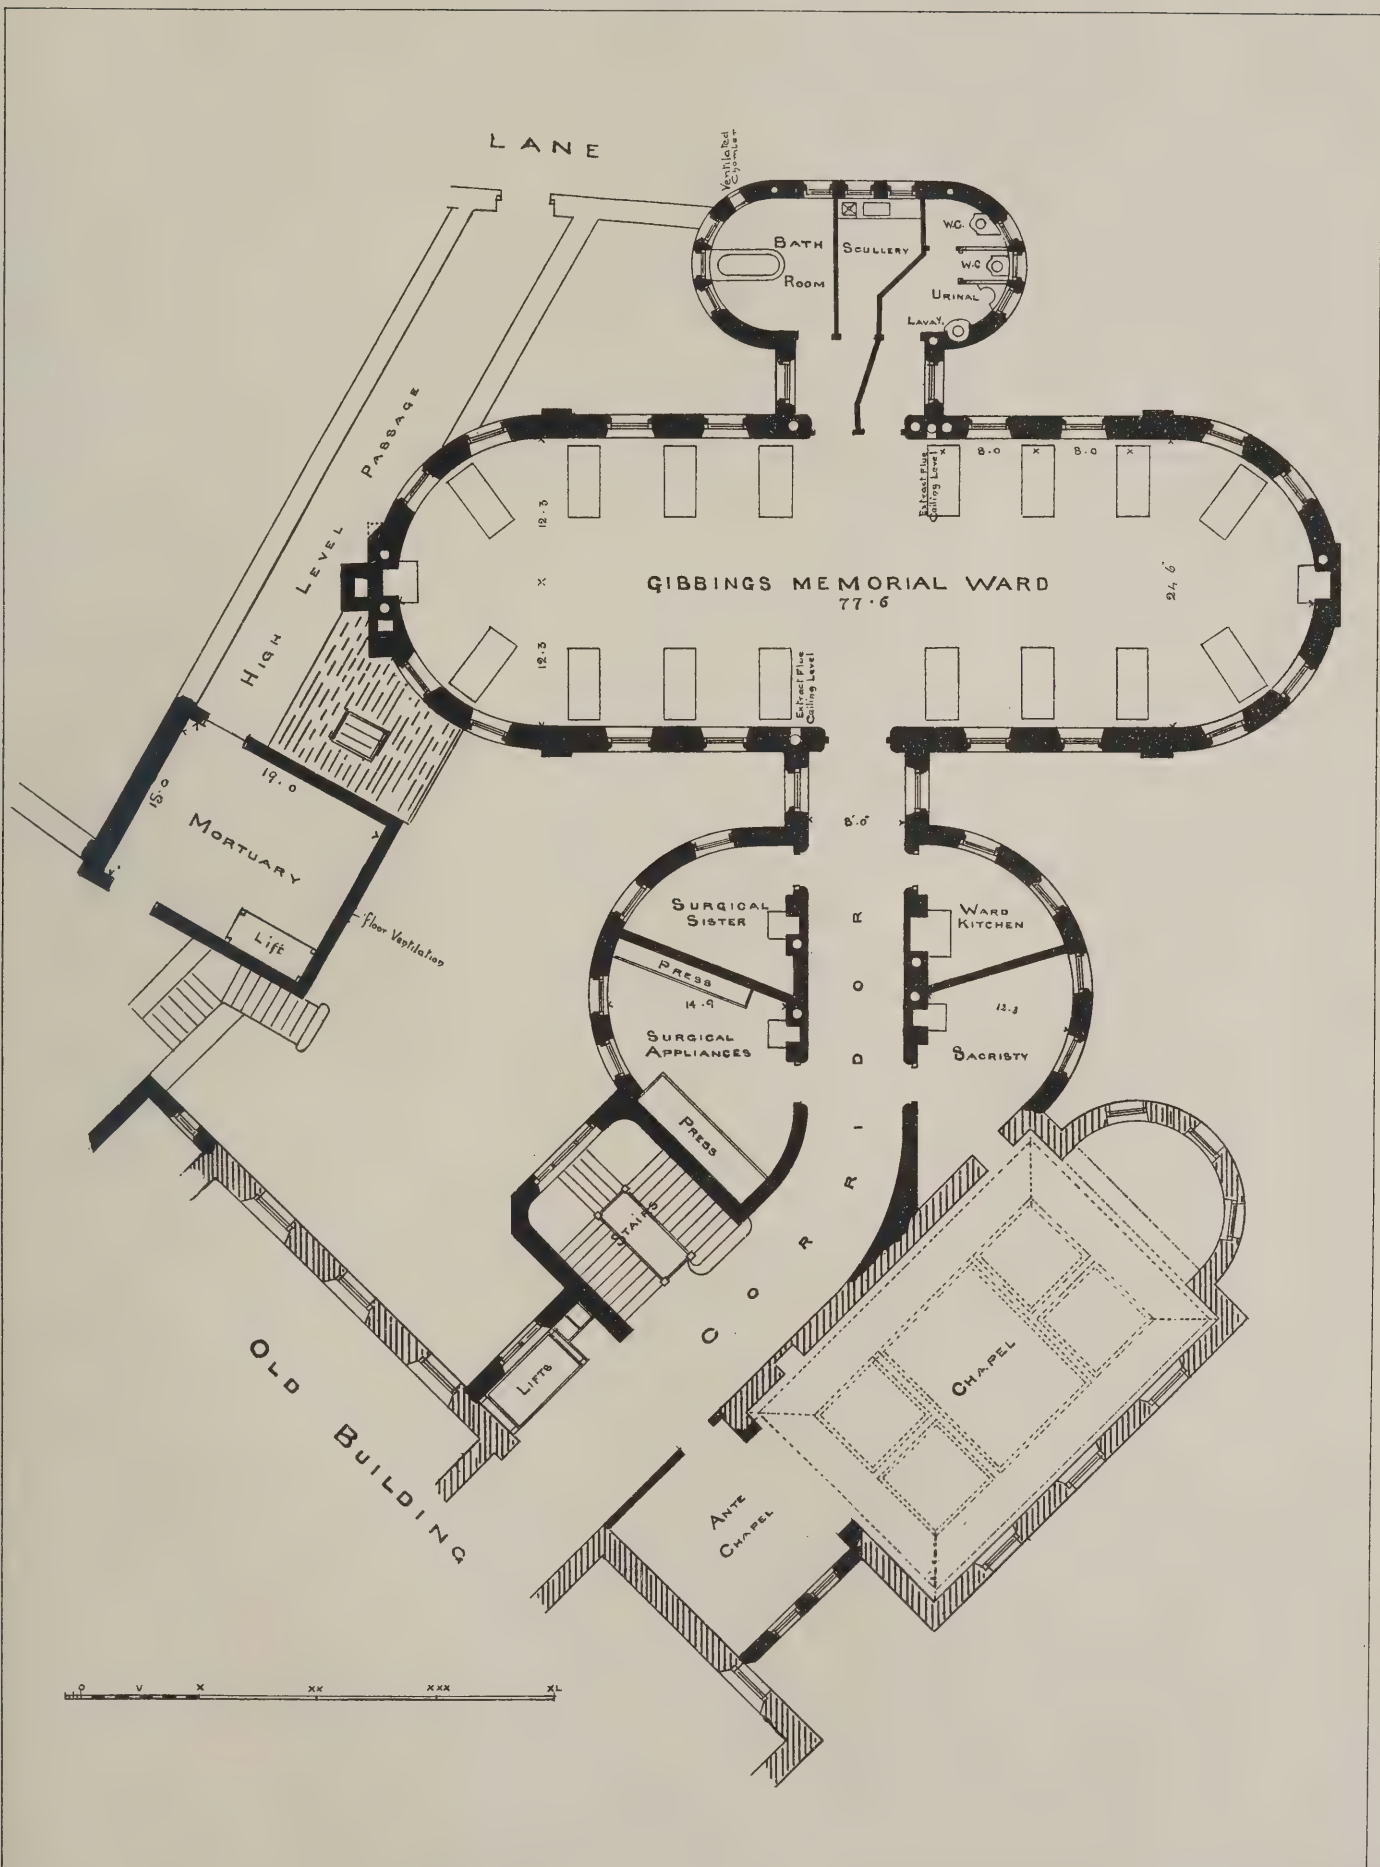 LANE
Ventilated
Chamber
BATH
ROOM
SCULLERY
W.C.
W.C
URINAL
LAVAY.
HIGH LEVEL PASSAGE
12.3
Extract Flue
Ceiling Level
8.0
8.0
GIBBINGS MEMORIAL WARD
77.6
24.6"
12.3
Extract Flue
Ceiling Level
19.0
15.0
MORTUARY
Lift
floor Ventilation
8'.0"
SURGICAL
SISTER
WARD
KITCHEN
PRESS
14.9
12.3
SURGICAL
APPLIANCES
SACRISTY
PRESS
STAIRS
CORRIDOR
LIFTS
CHAPEL
OLD BUILDING
ANTE
CHAPEL
O V X XX XXX XL